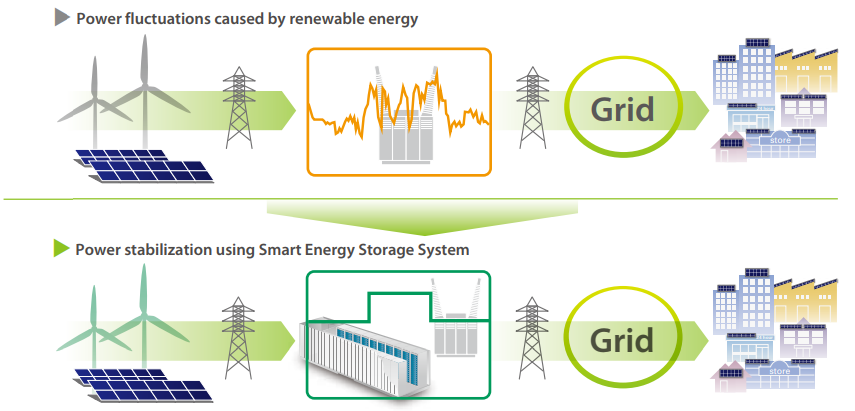 Power fluctuations caused by renewable energy
Grid
store
Power stabilization using Smart Energy Storage System
Grid
store